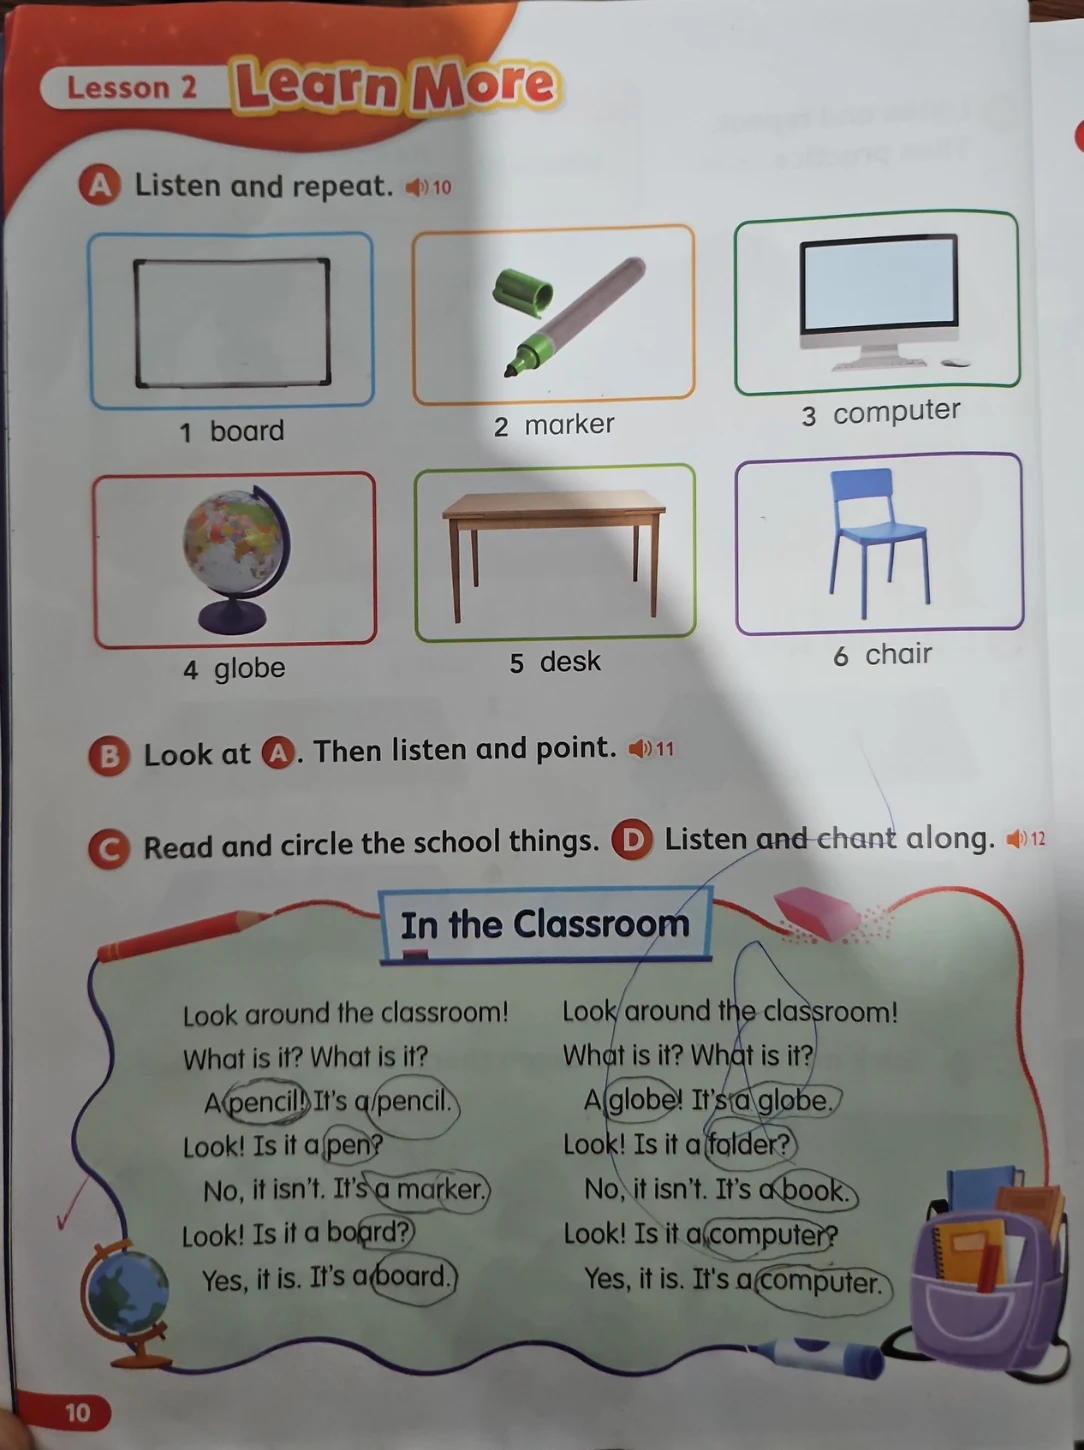 Lesson 2 Learn More
A Listen and repeat. 10
1 board
2 marker
3 computer
4 globe
5 desk
6 chair
B Look at A. Then listen and point. 11
C Read and circle the school things.
D Listen and chant along. 12
In the Classroom
Look around the classroom!
What is it? What is it?
A pencil! It's a pencil.
Look! Is it a pen?
No, it isn't. It's a marker.
Look! Is it a board?
Yes, it is. It's a board.
Look around the classroom!
What is it? What is it?
A globe! It's a globe.
Look! Is it a folder?
No, it isn't. It's a book.
Look! Is it a computer?
Yes, it is. It's a computer.
10